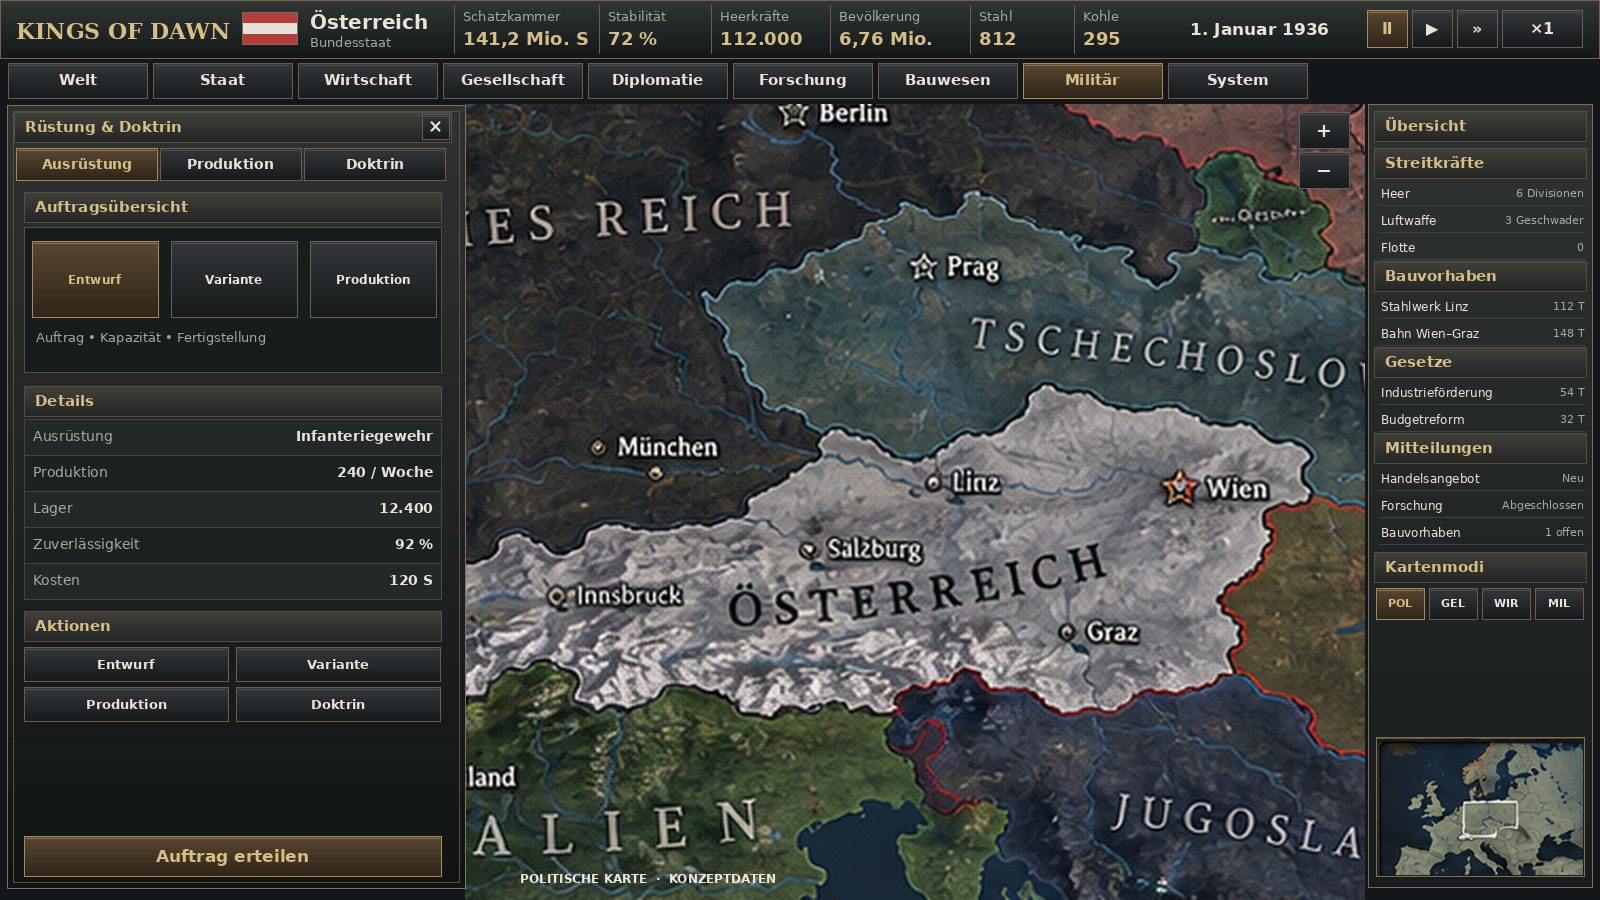 KINGS OF DAWN
Österreich
Bundesstaat
Schatzkammer
141,2 Mio. S
Stabilität
72 %
Heerkräfte
112.000
Bevölkerung
6,76 Mio.
Stahl
812
Kohle
295
1. Januar 1936
×1
Welt
Staat
Wirtschaft
Gesellschaft
Diplomatie
Forschung
Bauwesen
Militär
System
Rüstung & Doktrin
Ausrüstung
Produktion
Doktrin
Auftragsübersicht
Entwurf
Variante
Produktion
Auftrag • Kapazität • Fertigstellung
Details
Ausrüstung Infanteriegewehr
Produktion 240 / Woche
Lager 12.400
Zuverlässigkeit 92 %
Kosten 120 S
Aktionen
Entwurf
Variante
Produktion
Doktrin
Auftrag erteilen
Berlin
IES REICH
Prag
TSCHECHOSLOV
München
Linz
Wien
Salzburg
Innsbruck
ÖSTERREICH
Graz
land
ALIEN
JUGOSLA
POLITISCHE KARTE · KONZEPTDATEN
Übersicht
Streitkräfte
Heer 6 Divisionen
Luftwaffe 3 Geschwader
Flotte 0
Bauvorhaben
Stahlwerk Linz 112 T
Bahn Wien–Graz 148 T
Gesetze
Industrieförderung 54 T
Budgetreform 32 T
Mitteilungen
Handelsangebot Neu
Forschung Abgeschlossen
Bauvorhaben 1 offen
Kartenmodi
POL
GEL
WIR
MIL